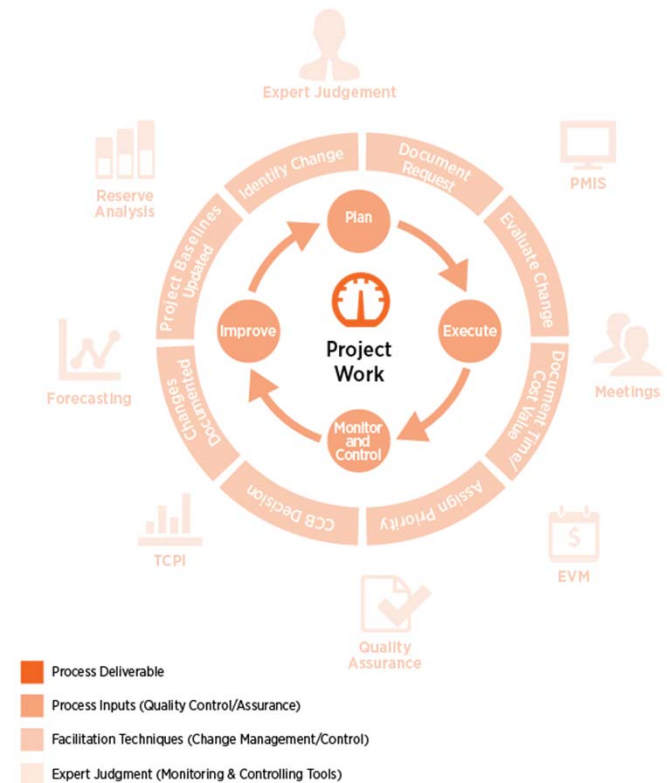 Expert Judgement
PMIS
Meetings
EVM
Quality
Assurance
TCPI
Forecasting
Reserve
Analysis
Identify Change
Document
Request
Evaluate Change
Document Time/
Cost Value
Assign Priority
CCB Decision
Documented
Changes
Project Baselines
Updated
Plan
Execute
Monitor
and
Control
Improve
Project
Work
$
Process Deliverable
Process Inputs (Quality Control/Assurance)
Facilitation Techniques (Change Management/Control)
Expert Judgment (Monitoring & Controlling Tools)